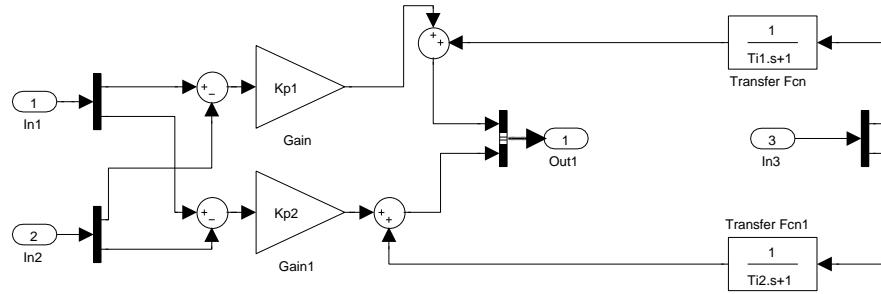 1
In1
2
In2
+
−
Kp1
Gain
+
−
Kp2
Gain1
+
+
+
+
1
Out1
1
Ti1.s+1
Transfer Fcn
3
In3
Transfer Fcn1
1
Ti2.s+1